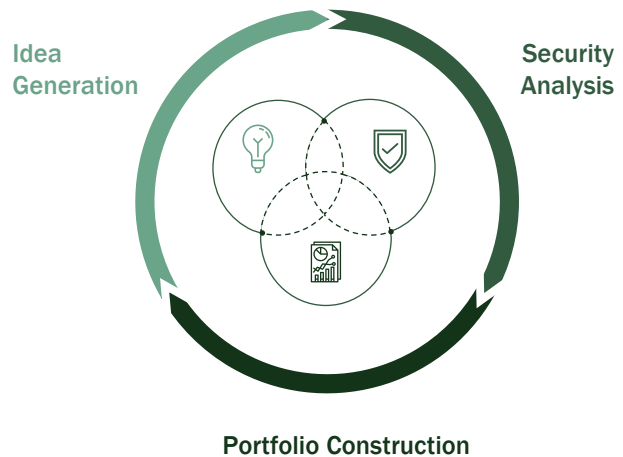 Idea
Generation
Security
Analysis
Portfolio Construction